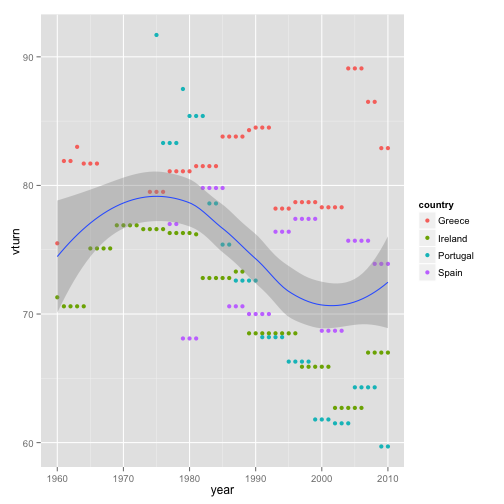 90
80
70
60
vturn
1960
1970
1980
1990
2000
2010
year
country
Greece
Ireland
Portugal
Spain